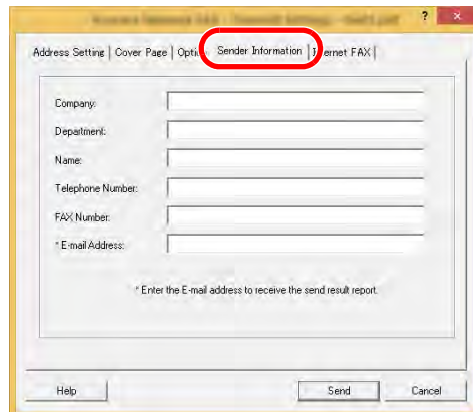 ?
Address Setting Cover Page Sender Information FAX
Company:
Department:
Name:
Telephone Number:
FAX Number:
* E-mail Address:
* Enter the E-mail address to receive the send result report.
Help Send Cancel